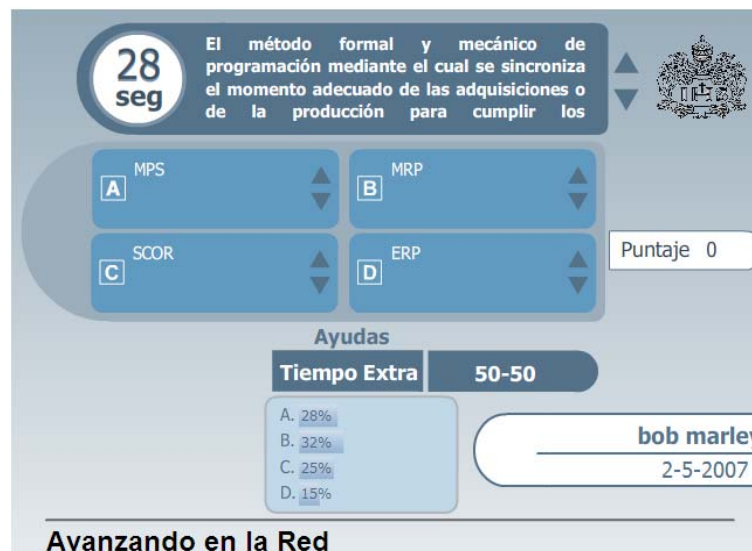 28
seg
El método formal y mecánico de
programación mediante el cual se sincroniza
el momento adecuado de las adquisiciones o
de la producción para cumplir los
A MPS
B MRP
C SCOR
D ERP
Puntaje 0
Ayudas
Tiempo Extra
50-50
A. 28%
B. 32%
C. 25%
D. 15%
bob marley
2-5-2007
Avanzando en la Red